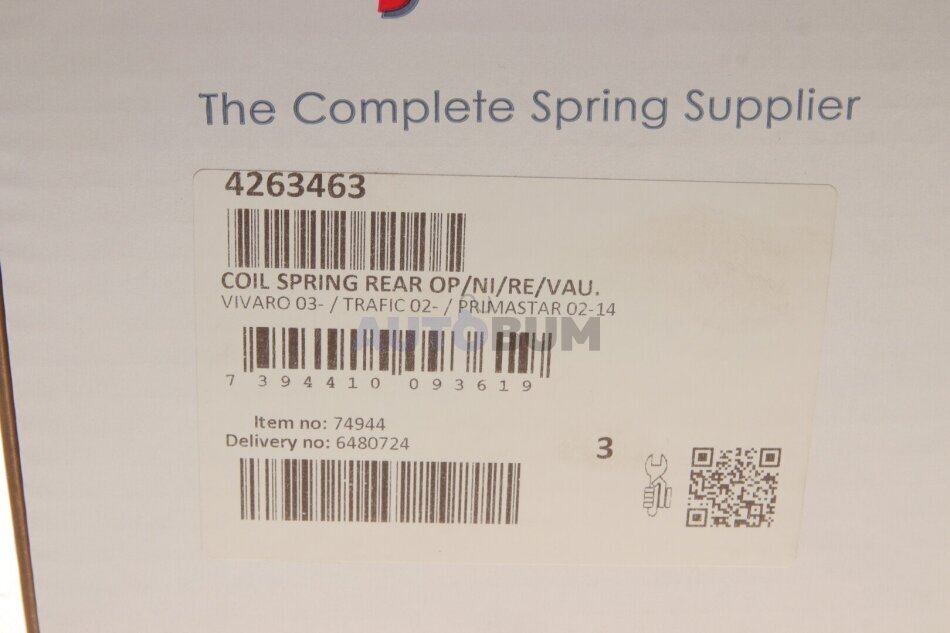 The Complete Spring Supplier
4263463
COIL SPRING REAR OP/NI/RE/VAU.
VIVARO 03- / TRAFIC 02- / PRIMASTAR 02-14
AUTOBUM
7 394410 093619
Item no: 74944
Delivery no: 6480724
3